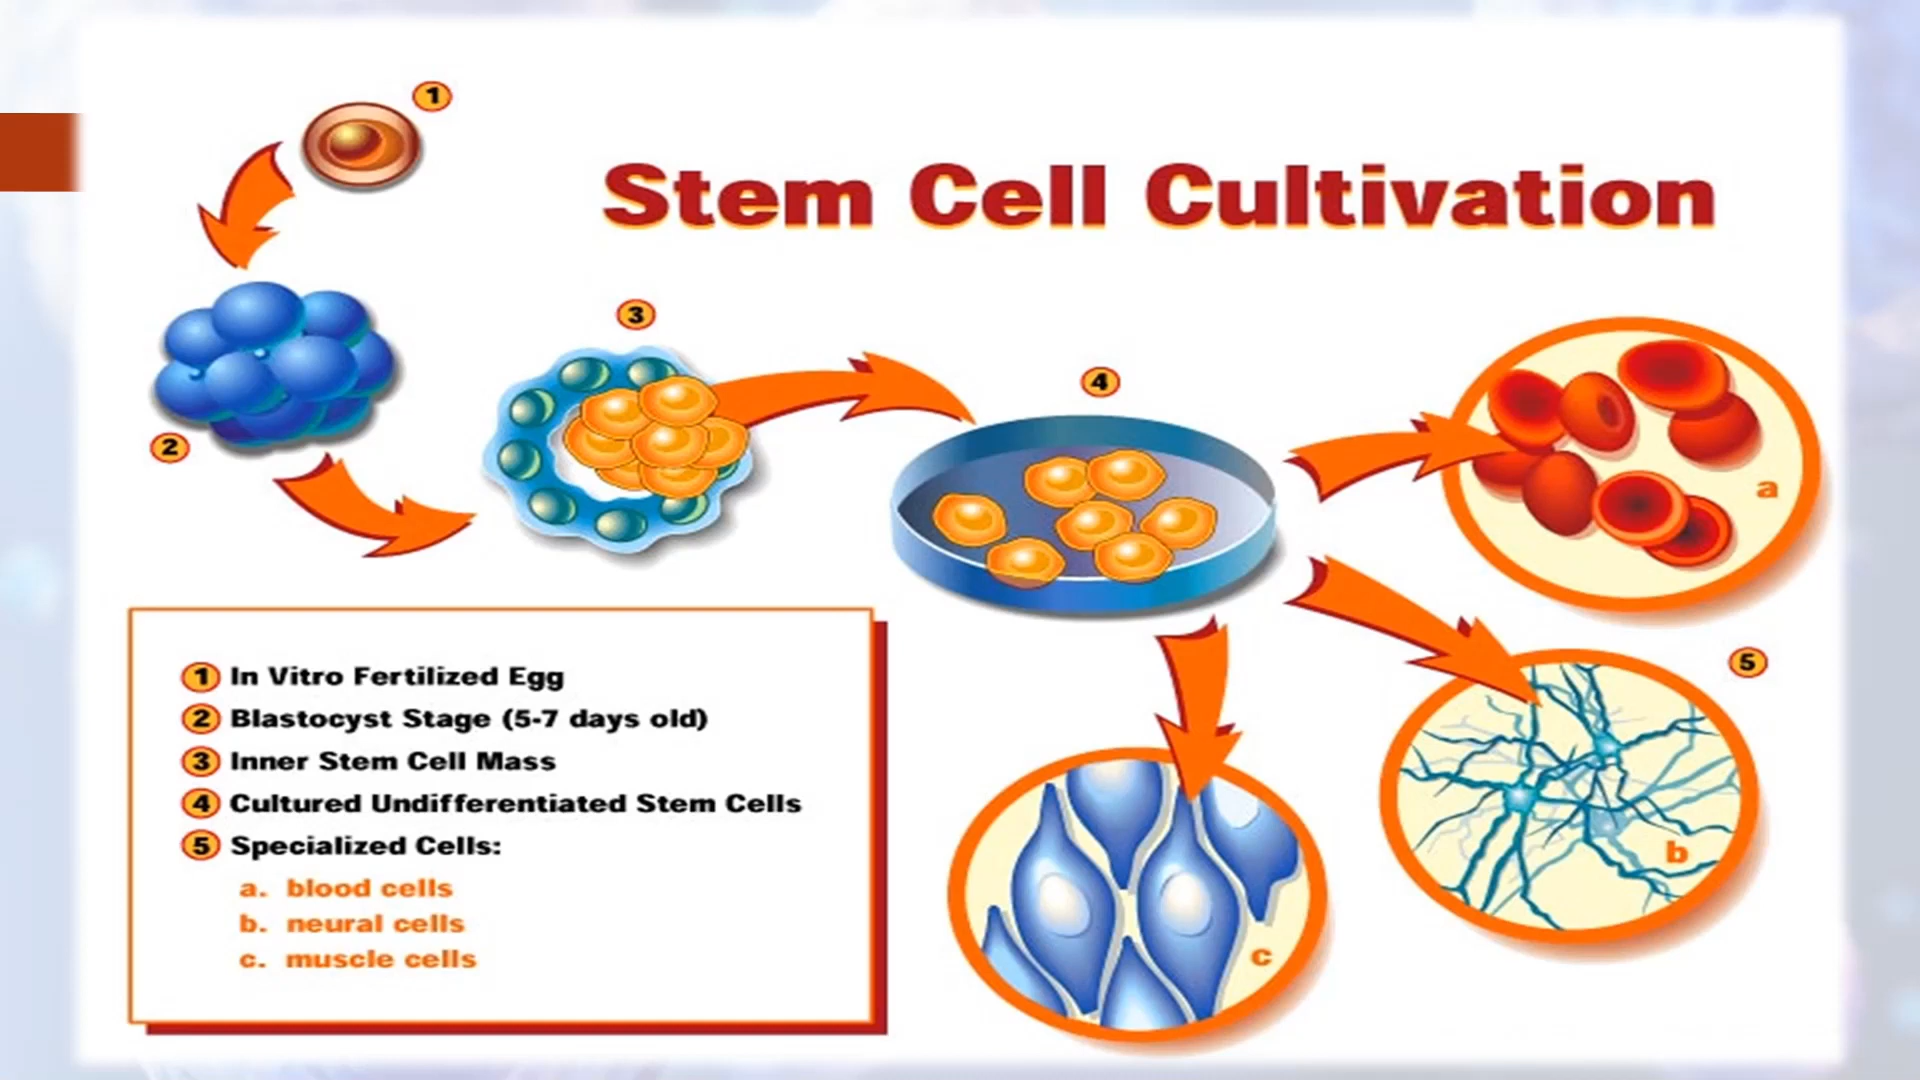 1
Stem Cell Cultivation
2
3
4
a
5
b
c
1 In Vitro Fertilized Egg
2 Blastocyst Stage (5-7 days old)
3 Inner Stem Cell Mass
4 Cultured Undifferentiated Stem Cells
5 Specialized Cells:
a. blood cells
b. neural cells
c. muscle cells